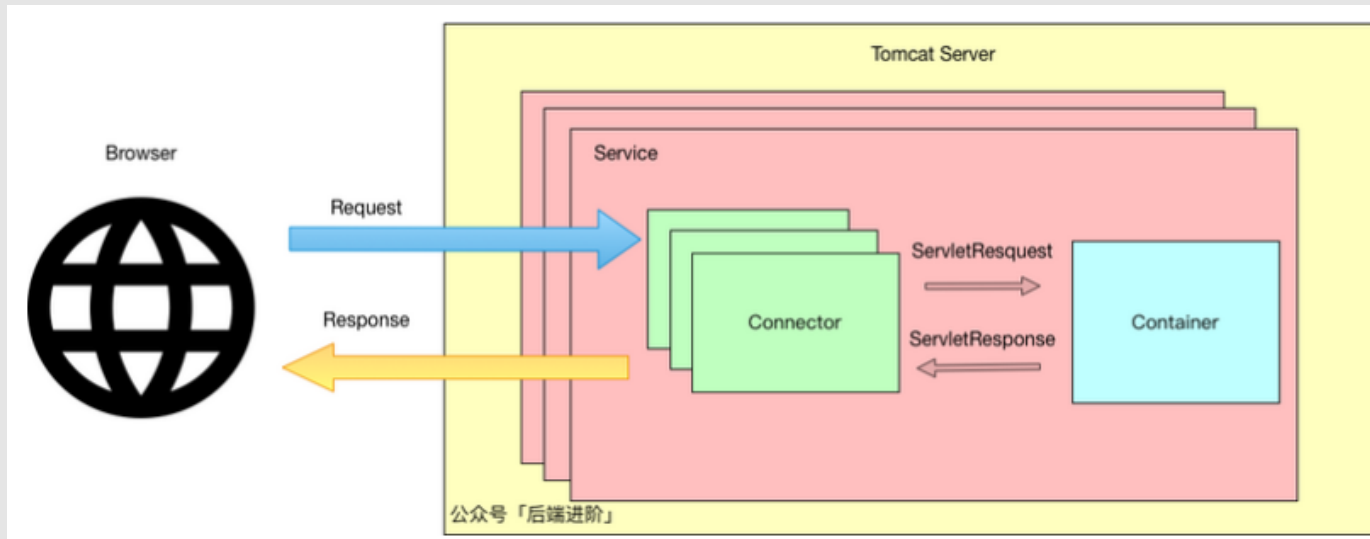 Tomcat Server
Browser
Service
Request
ServletResquest
Connector
Container
Response
ServletResponse
公众号「后端进阶」